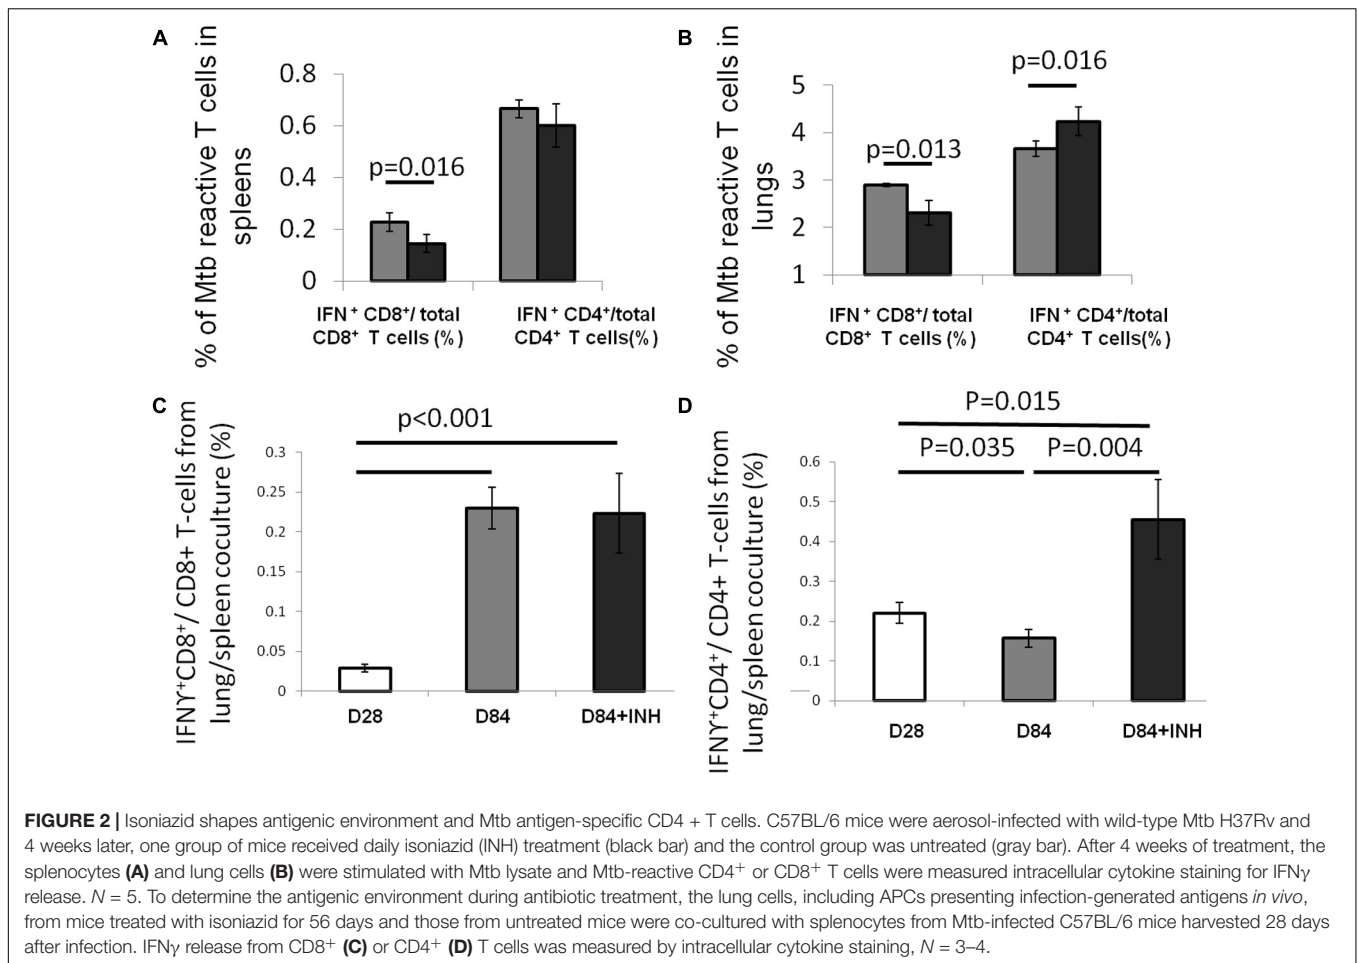 A
% of Mtb reactive T cells in
spleens
0.8
0.6
0.4
0.2
0
p=0.016
IFN + CD8+/ total
CD8+ T cells (%)
IFN + CD4+/total
CD4+ T cells(%)
B
% of Mtb reactive T cells in
lungs
5
4
3
2
1
p=0.013
p=0.016
IFN + CD8+/ total
CD8+ T cells (%)
IFN + CD4+/total
CD4+ T cells(%)
C
IFNϒ+CD8+/ CD8+ T-cells from
lung/spleen coculture (%)
0.3
0.25
0.2
0.15
0.1
0.05
0
p<0.001
D28
D84
D84+INH
D
IFNϒ+CD4+/ CD4+ T-cells from
lung/spleen coculture (%)
0.6
0.5
0.4
0.3
0.2
0.1
0
P=0.015
P=0.035
P=0.004
D28
D84
D84+INH
FIGURE 2 | Isoniazid shapes antigenic environment and Mtb antigen-specific CD4 + T cells. C57BL/6 mice were aerosol-infected with wild-type Mtb H37Rv and
4 weeks later, one group of mice received daily isoniazid (INH) treatment (black bar) and the control group was untreated (gray bar). After 4 weeks of treatment, the
splenocytes (A) and lung cells (B) were stimulated with Mtb lysate and Mtb-reactive CD4+ or CD8+ T cells were measured intracellular cytokine staining for IFNγ
release. N = 5. To determine the antigenic environment during antibiotic treatment, the lung cells, including APCs presenting infection-generated antigens in vivo,
from mice treated with isoniazid for 56 days and those from untreated mice were co-cultured with splenocytes from Mtb-infected C57BL/6 mice harvested 28 days
after infection. IFNγ release from CD8+ (C) or CD4+ (D) T cells was measured by intracellular cytokine staining, N = 3–4.